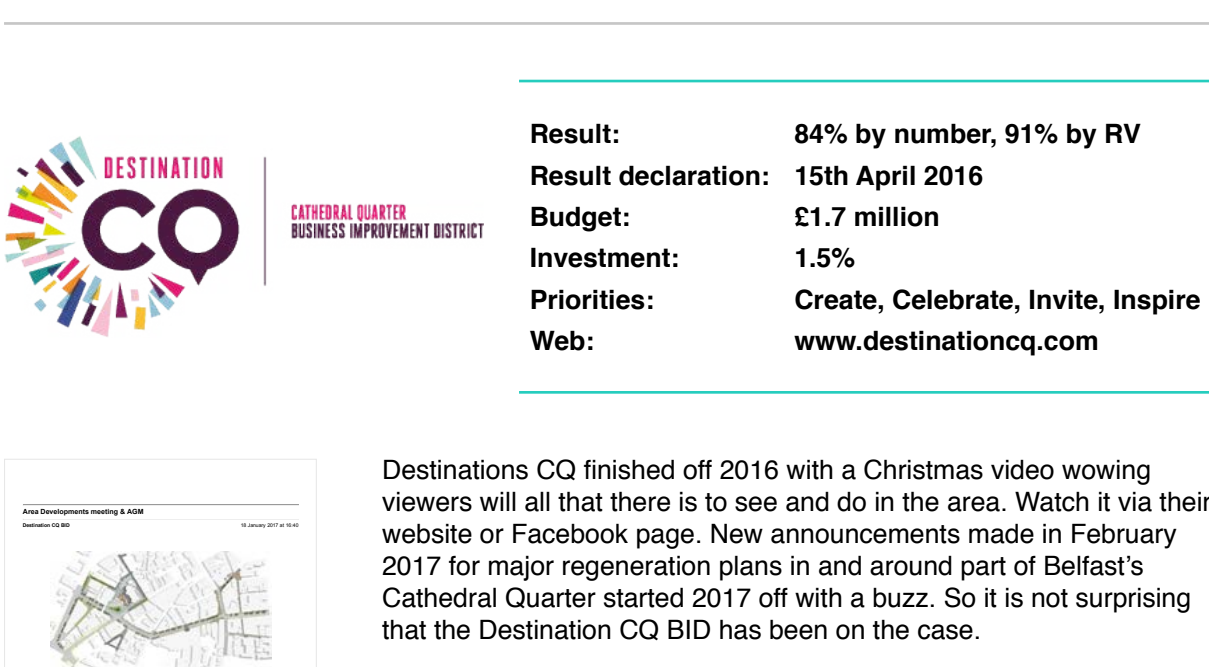 DESTINATION
CQ
CATHEDRAL QUARTER
BUSINESS IMPROVEMENT DISTRICT
Result: 84% by number, 91% by RV
Result declaration: 15th April 2016
Budget: £1.7 million
Investment: 1.5%
Priorities: Create, Celebrate, Invite, Inspire
Web: www.destinationcq.com
Area Developments meeting & AGM
Destination CQ BID 18 January 2017 at 16:40
Destinations CQ finished off 2016 with a Christmas video wowing
viewers will all that there is to see and do in the area. Watch it via their
website or Facebook page. New announcements made in February
2017 for major regeneration plans in and around part of Belfast’s
Cathedral Quarter started 2017 off with a buzz. So it is not surprising
that the Destination CQ BID has been on the case.